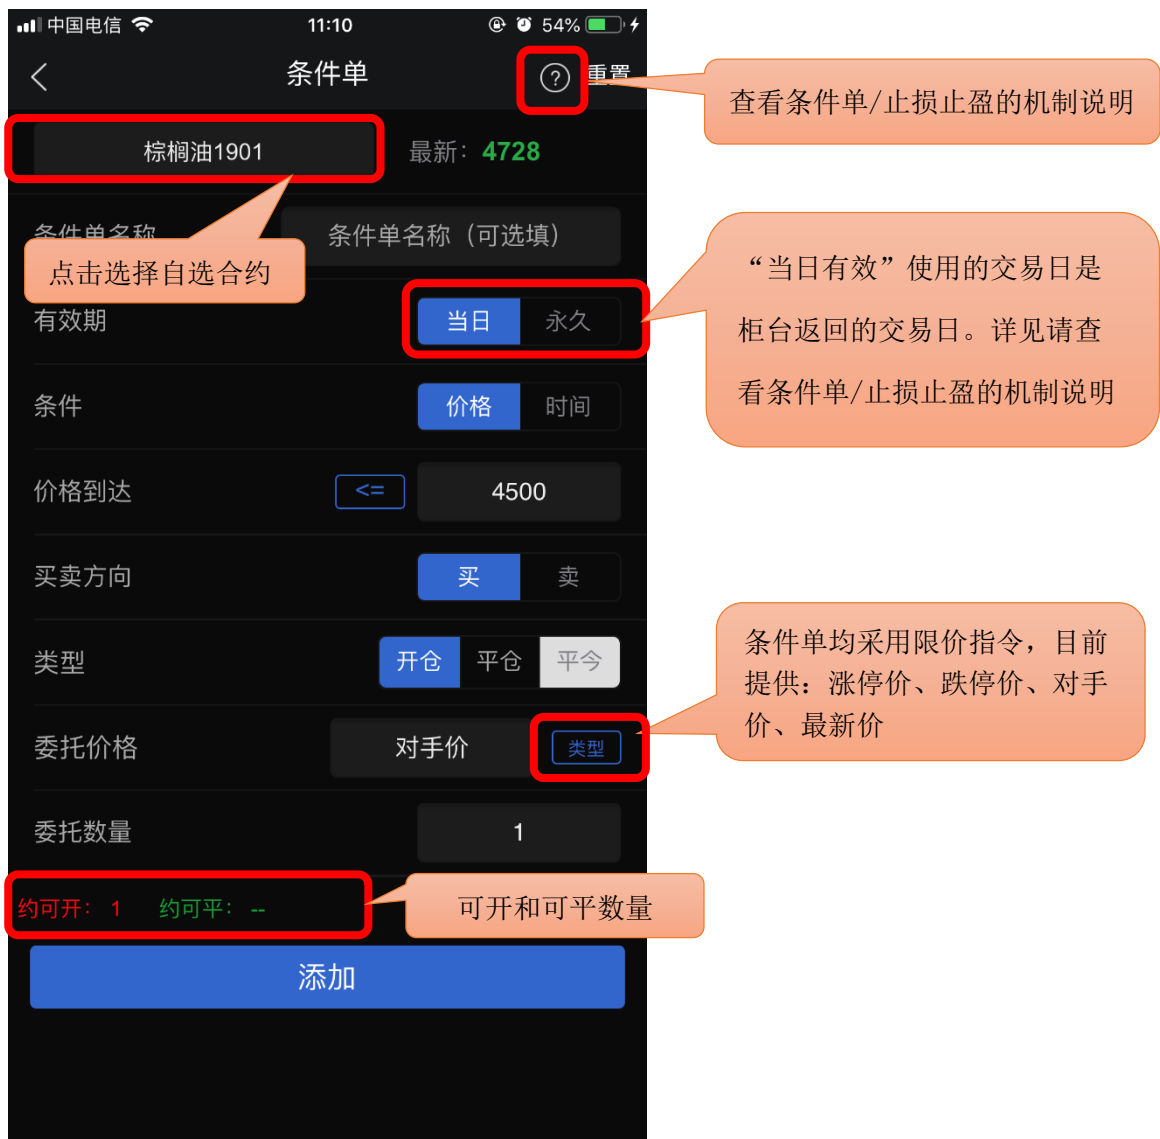 中国电信
11:10
54%
条件单
重置
查看条件单/止损止盈的机制说明
棕榈油1901
最新：4728
条件单名称
条件单名称（可选填）
点击选择自选合约
“当日有效”使用的交易日是
柜台返回的交易日。详见请查
看条件单/止损止盈的机制说明
有效期
当日
永久
条件
价格
时间
价格到达
<=
4500
买卖方向
买
卖
类型
开仓
平仓
平今
条件单均采用限价指令，目前
提供：涨停价、跌停价、对手
价、最新价
委托价格
对手价
类型
委托数量
1
约可开：1 约可平：--
可开和可平数量
添加